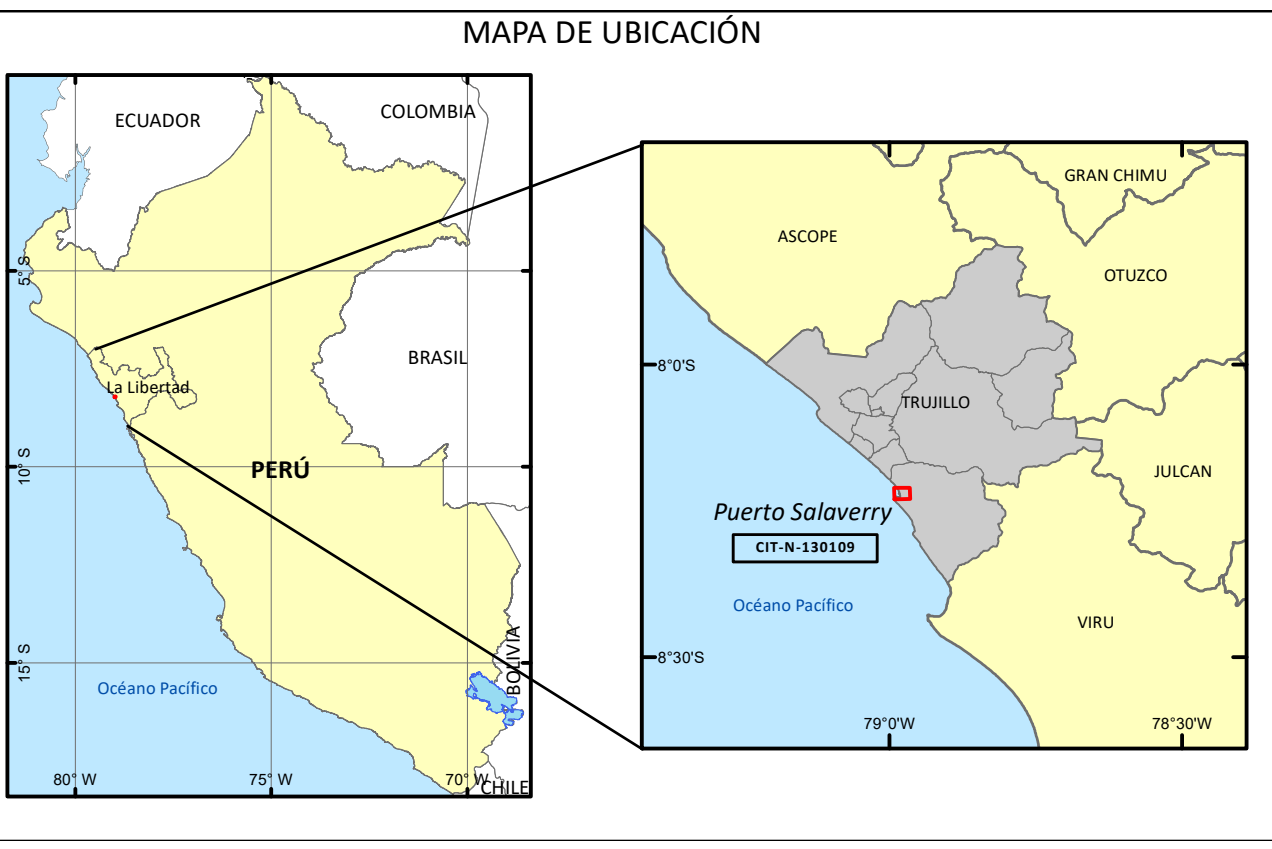 MAPA DE UBICACIÓN
ECUADOR
COLOMBIA
5° S
BRASIL
La Libertad
10° S
PERÚ
15° S
BOLIVIA
Océano Pacífico
80° W
75° W
70° W
CHILE
GRAN CHIMU
ASCOPE
OTUZCO
8°0'S
TRUJILLO
JULCAN
Puerto Salaverry
CIT-N-130109
Océano Pacífico
VIRU
8°30'S
79°0'W
78°30'W